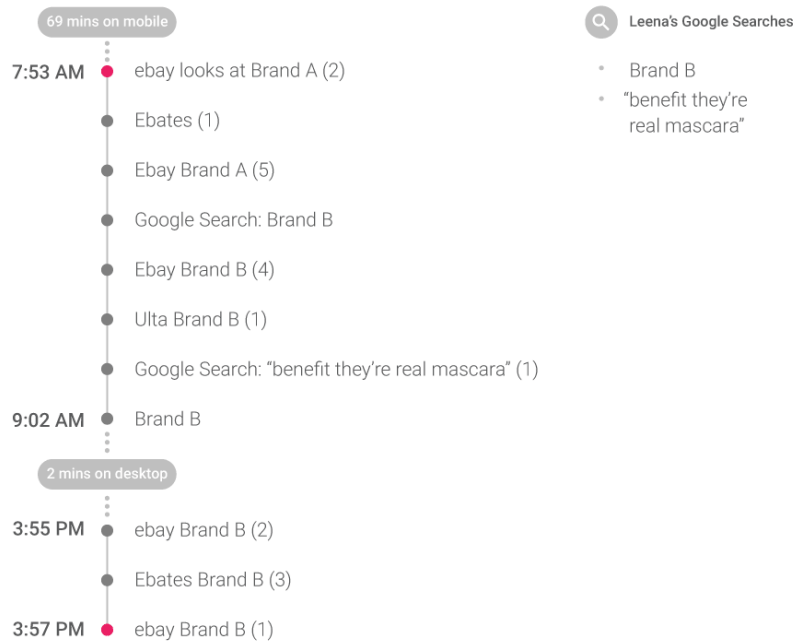 69 mins on mobile
7:53 AM ebay looks at Brand A (2)
Ebates (1)
Ebay Brand A (5)
Google Search: Brand B
Ebay Brand B (4)
Ulta Brand B (1)
Google Search: “benefit they’re real mascara” (1)
9:02 AM Brand B
2 mins on desktop
3:55 PM ebay Brand B (2)
Ebates Brand B (3)
3:57 PM ebay Brand B (1)
Leena’s Google Searches
Brand B
“benefit they’re
real mascara”